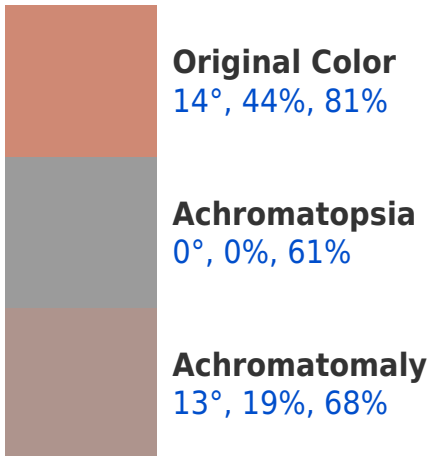 Original Color
14°, 44%, 81%
Achromatopsia
0°, 0%, 61%
Achromatomaly
13°, 19%, 68%